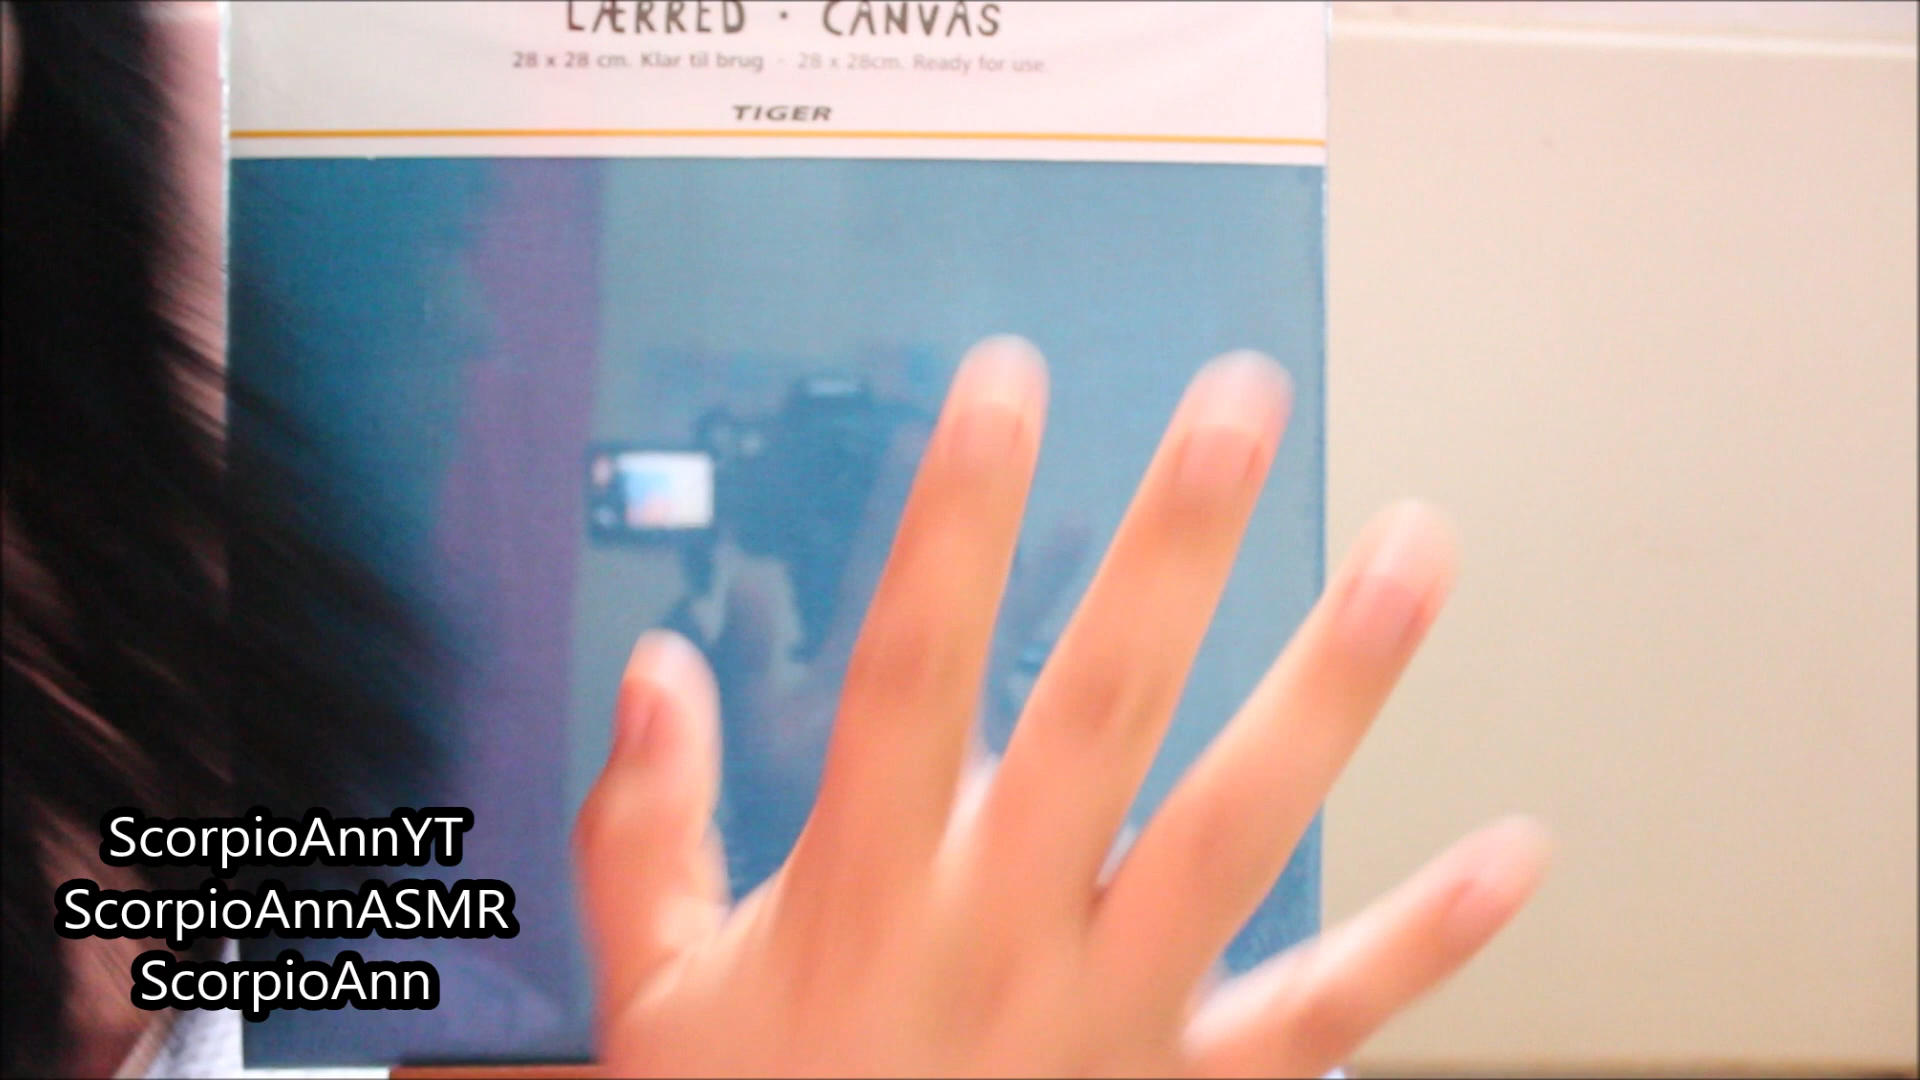 LÆRRED · CANVAS
28 x 28 cm. Klar til brug - 28 x 28cm. Ready for use.
TIGER
ScorpioAnnYT
ScorpioAnnASMR
ScorpioAnn